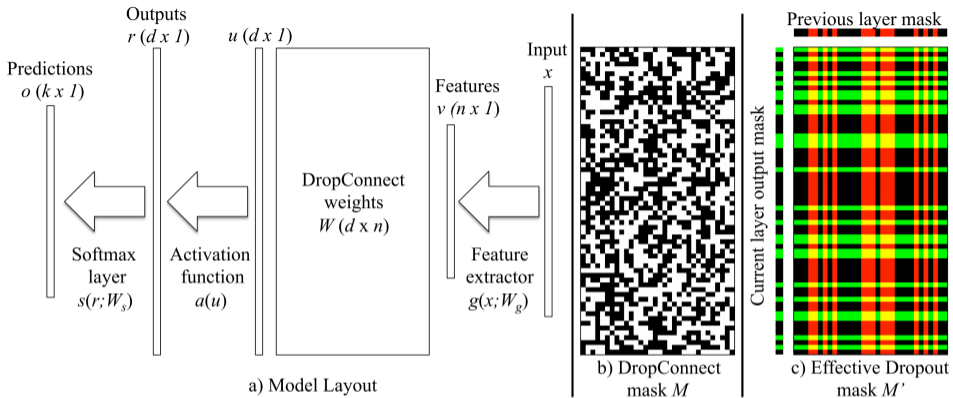 Outputs
r (d x 1)
u (d x 1)
Predictions
o (k x 1)
Input
x
Features
v (n x 1)
DropConnect
weights
W (d x n)
Softmax
layer
s(r;Ws)
Activation
function
a(u)
Feature
extractor
g(x;Wg)
a) Model Layout
b) DropConnect
mask M
Previous layer mask
Current layer output mask
c) Effective Dropout
mask M’